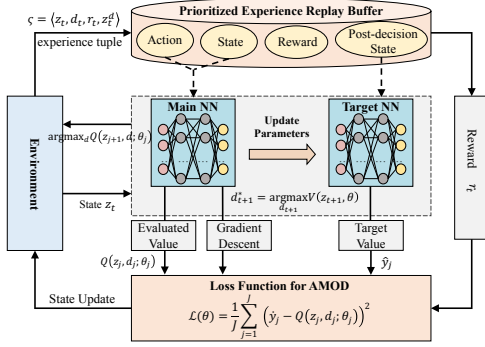 ς = ⟨z_t, d_t, r_t, z_t^d⟩
experience tuple
Prioritized Experience Replay Buffer
Action
State
Reward
Post-decision
State
Main NN
Target NN
Update
Parameters
argmax_d Q(z_{j+1}, d; θ_j)
Environment
State z_t
d*_{t+1} = argmax_{d_{t+1}} V(z_{t+1}, θ)
Reward r_t
Evaluated
Value
Gradient
Descent
Target
Value
Q(z_j, d_j; θ_j)
ŷ_j
Loss Function for AMOD
State Update
ℒ(θ) = 1/J ∑_{j=1}^{J} (ẏ_j − Q(z_j, d_j; θ_j))^2